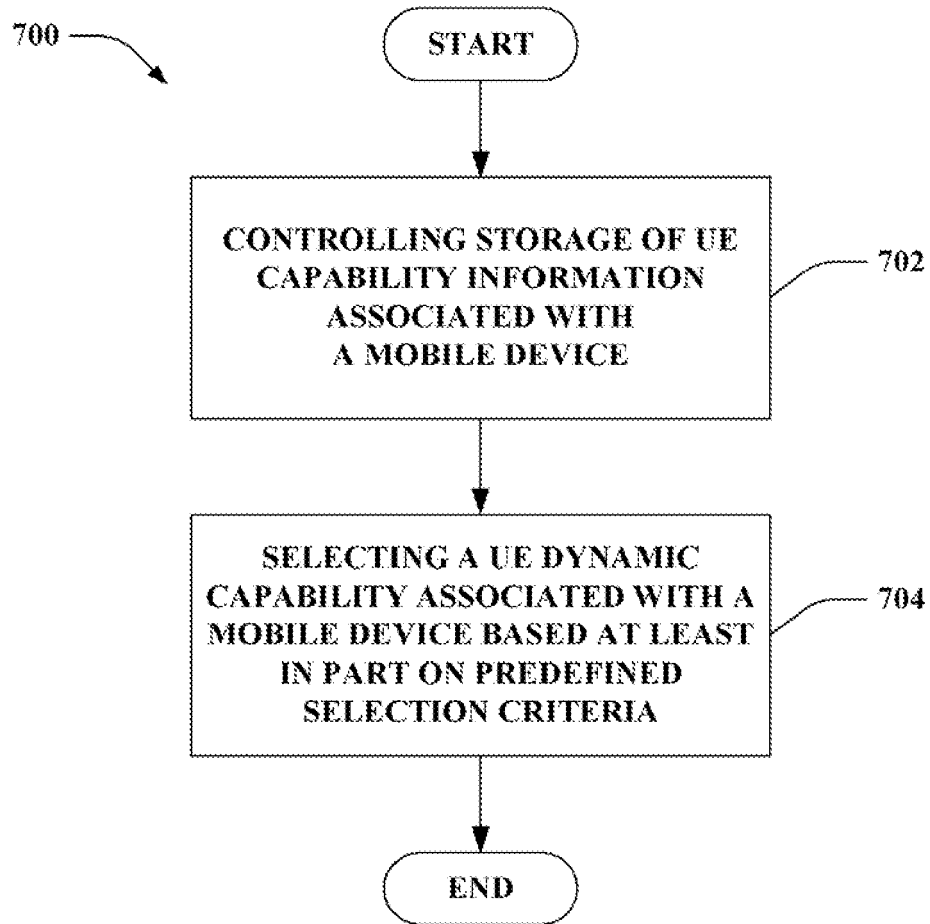 700
START
CONTROLLING STORAGE OF UE
CAPABILITY INFORMATION
ASSOCIATED WITH
A MOBILE DEVICE
702
SELECTING A UE DYNAMIC
CAPABILITY ASSOCIATED WITH A
MOBILE DEVICE BASED AT LEAST
IN PART ON PREDEFINED
SELECTION CRITERIA
704
END